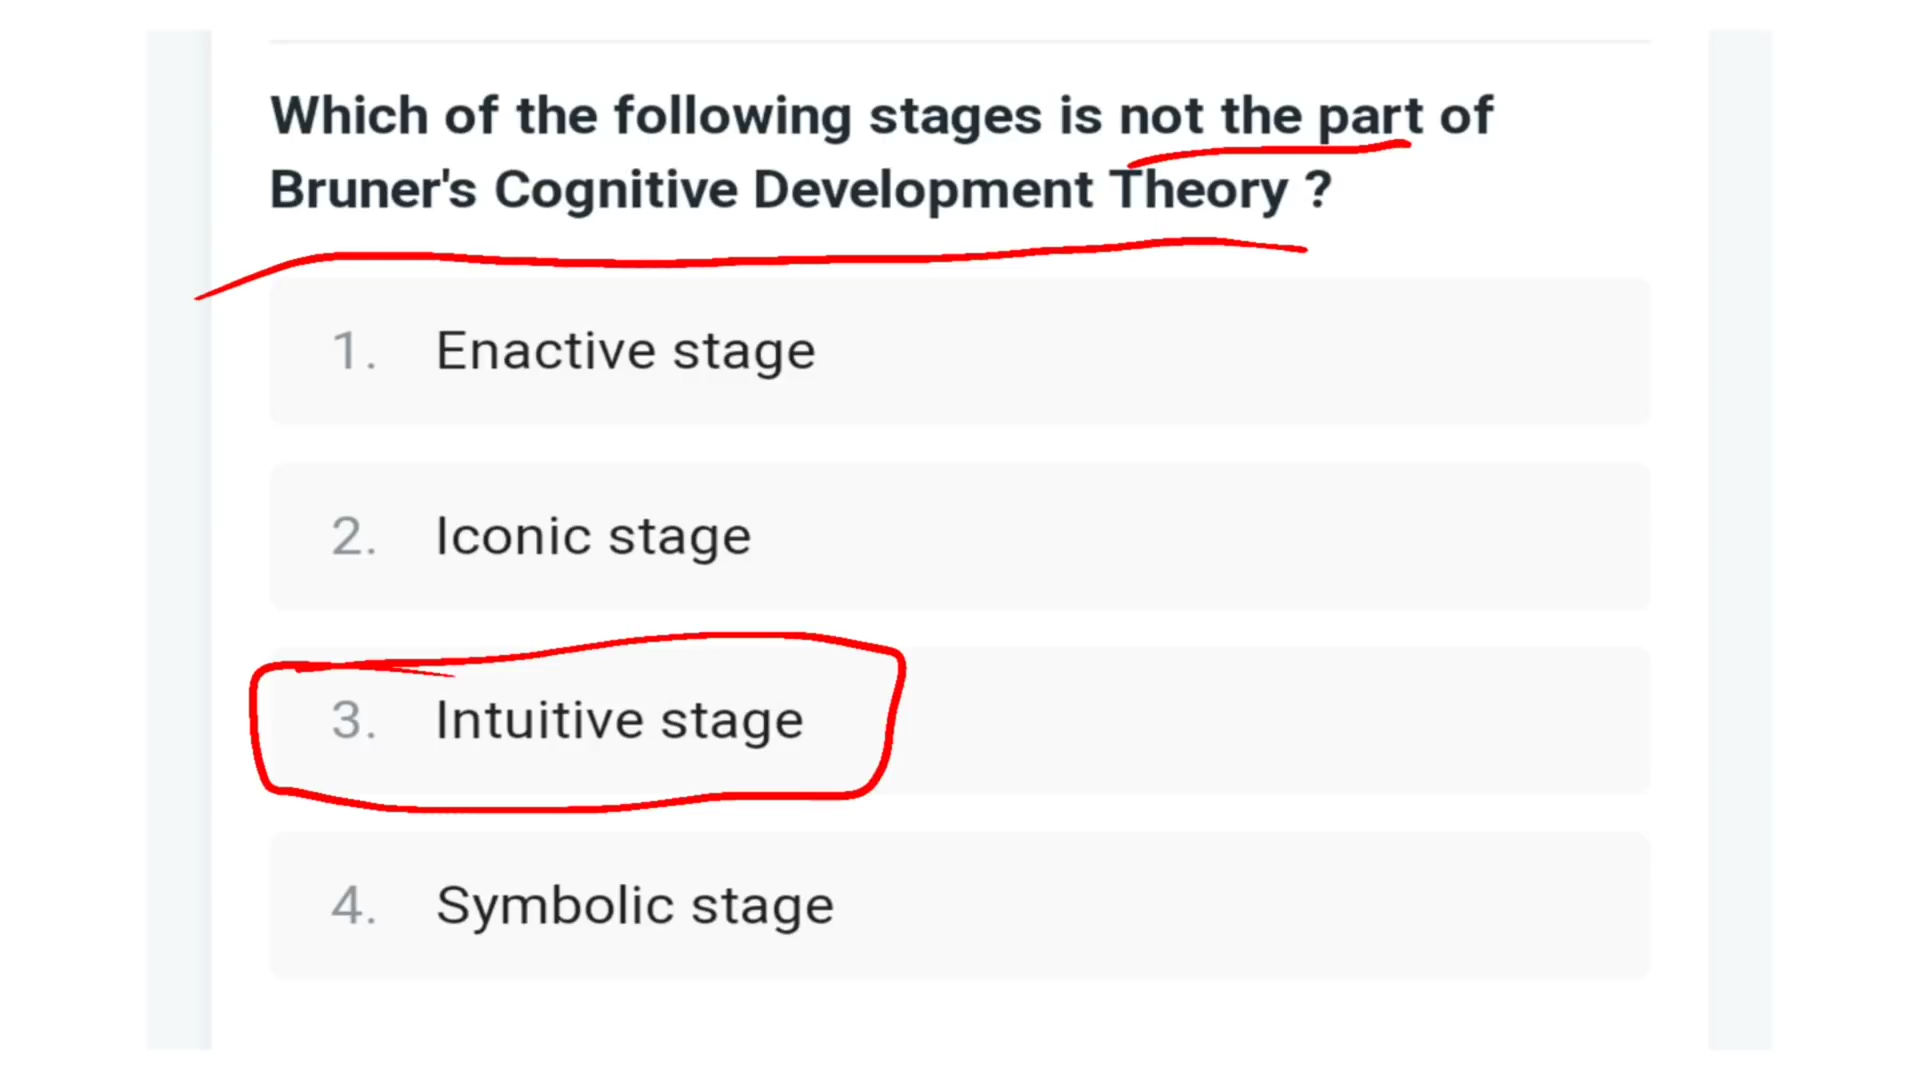 Which of the following stages is not the part of
Bruner's Cognitive Development Theory ?
1. Enactive stage
2. Iconic stage
3. Intuitive stage
4. Symbolic stage